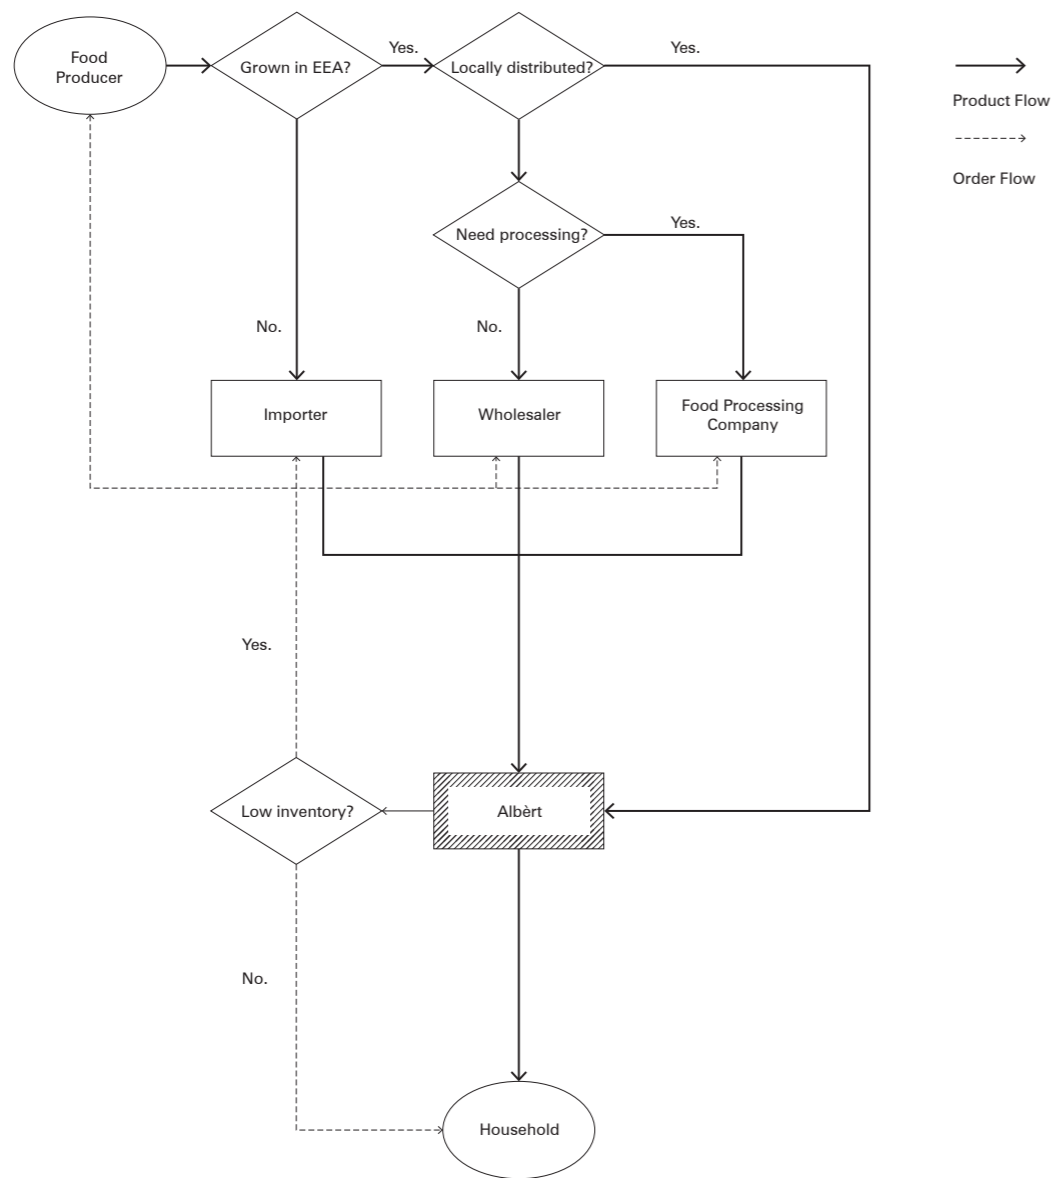 Food
Producer
Grown in EEA?
Yes.
Locally distributed?
Yes.
Product Flow
Order Flow
Need processing?
Yes.
No.
No.
Importer
Wholesaler
Food Processing
Company
Yes.
Low inventory?
Albèrt
No.
Household